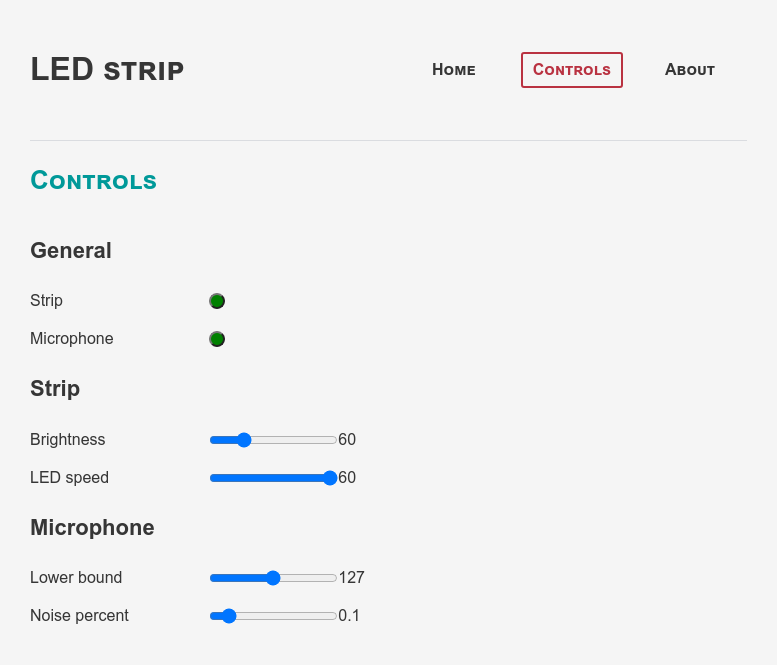 LED STRIP
Home Controls About
Controls
General
Strip
Microphone
Strip
Brightness 60
LED speed 60
Microphone
Lower bound 127
Noise percent 0.1